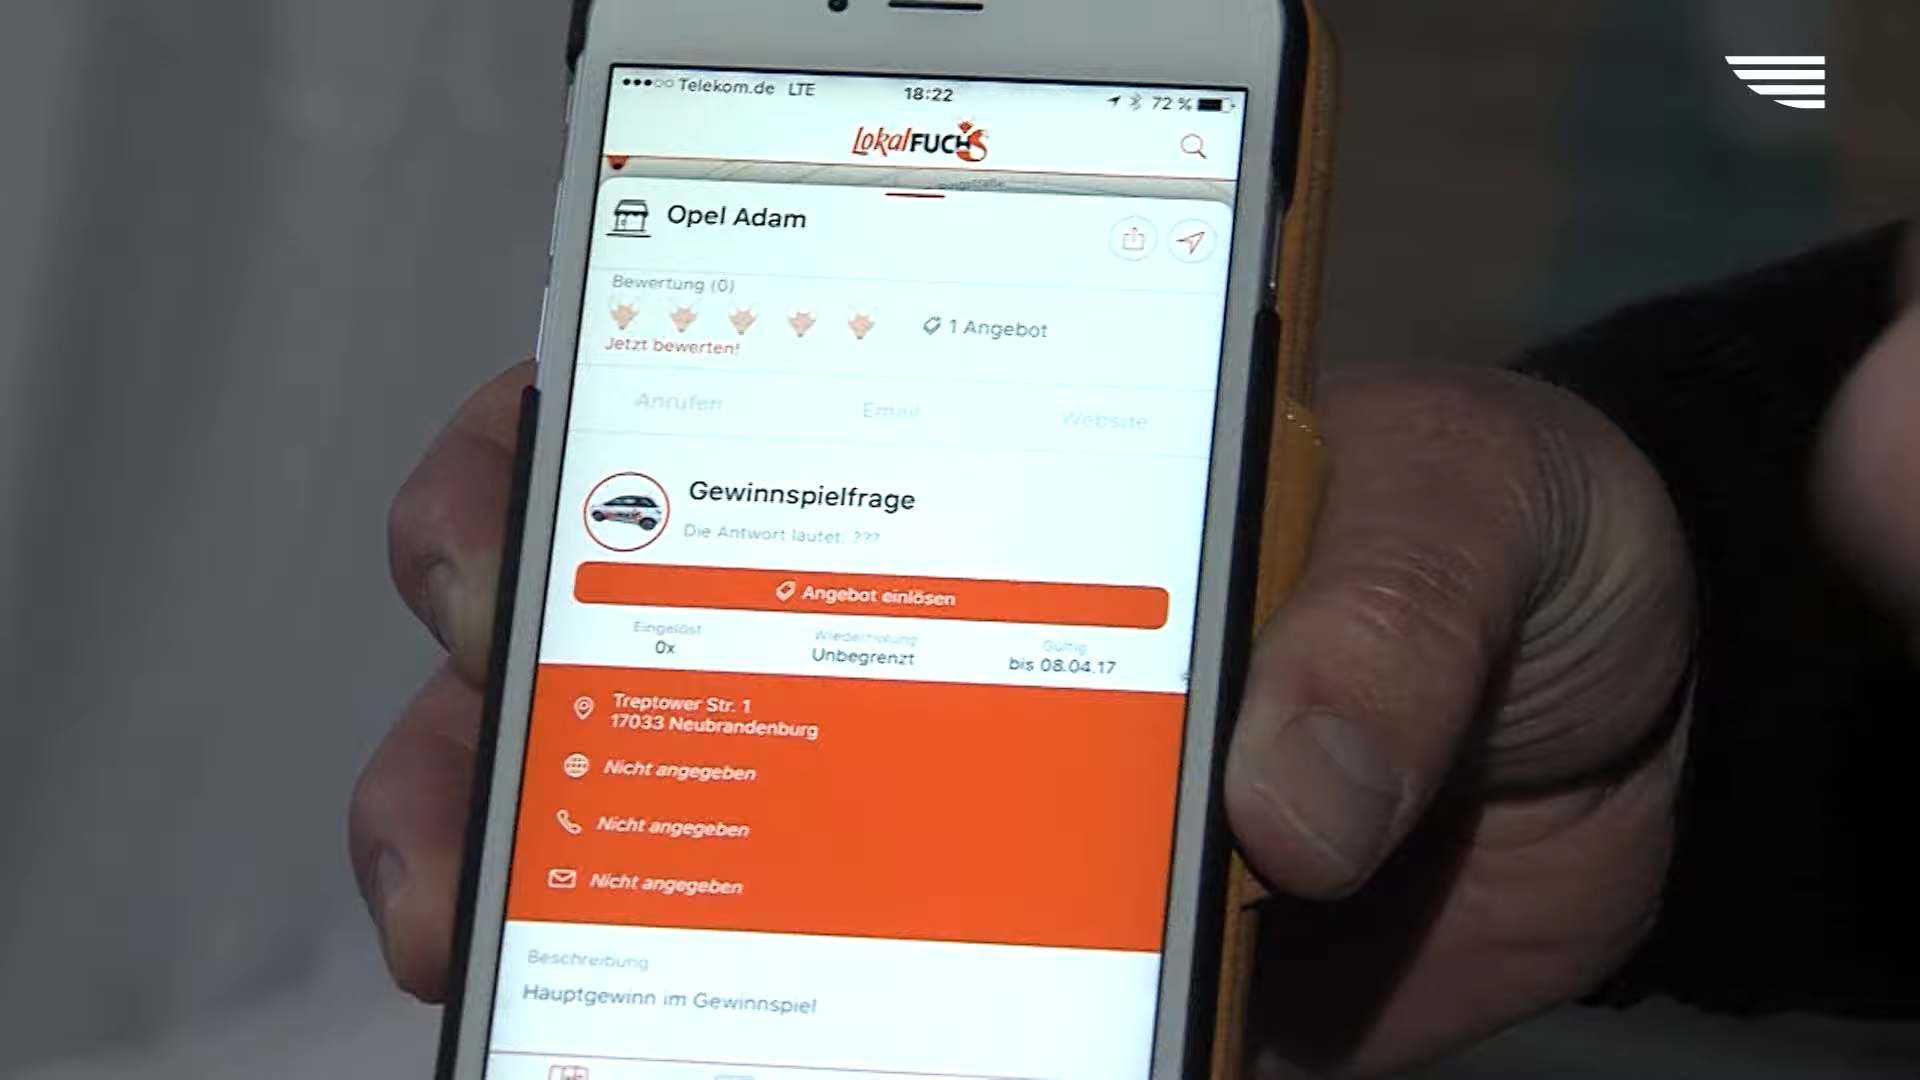 Telekom.de LTE 18:22 72 %
LokalFUCHS
Opel Adam
Bewertung (0)
1 Angebot
Jetzt bewerten!
Anrufen Email Website
Gewinnspielfrage
Die Antwort lautet: ???
Angebot einlösen
Eingelöst Wiederholung Gültig
0x Unbegrenzt bis 08.04.17
Treptower Str. 1
17033 Neubrandenburg
Nicht angegeben
Nicht angegeben
Nicht angegeben
Beschreibung
Hauptgewinn im Gewinnspiel